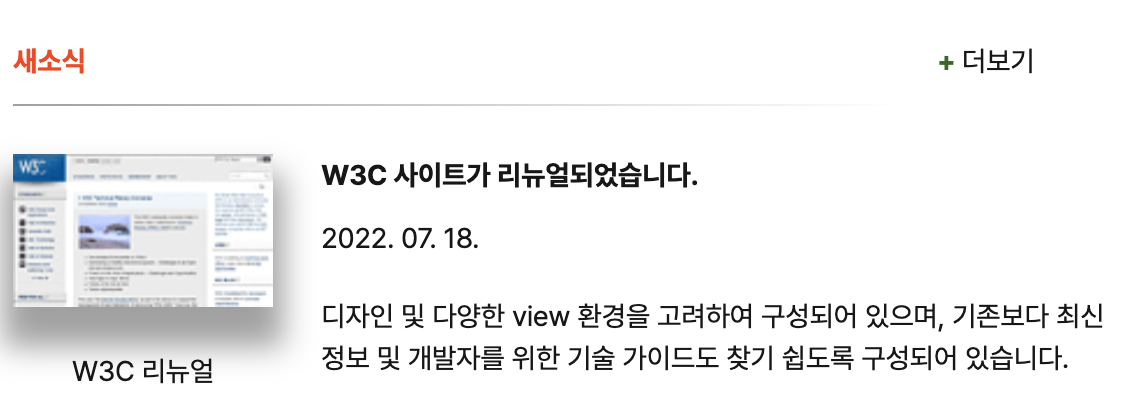 새소식
+ 더보기
W3C
W3C 사이트가 리뉴얼되었습니다.
2022. 07. 18.
디자인 및 다양한 view 환경을 고려하여 구성되어 있으며, 기존보다 최신
정보 및 개발자를 위한 기술 가이드도 찾기 쉽도록 구성되어 있습니다.
W3C 리뉴얼